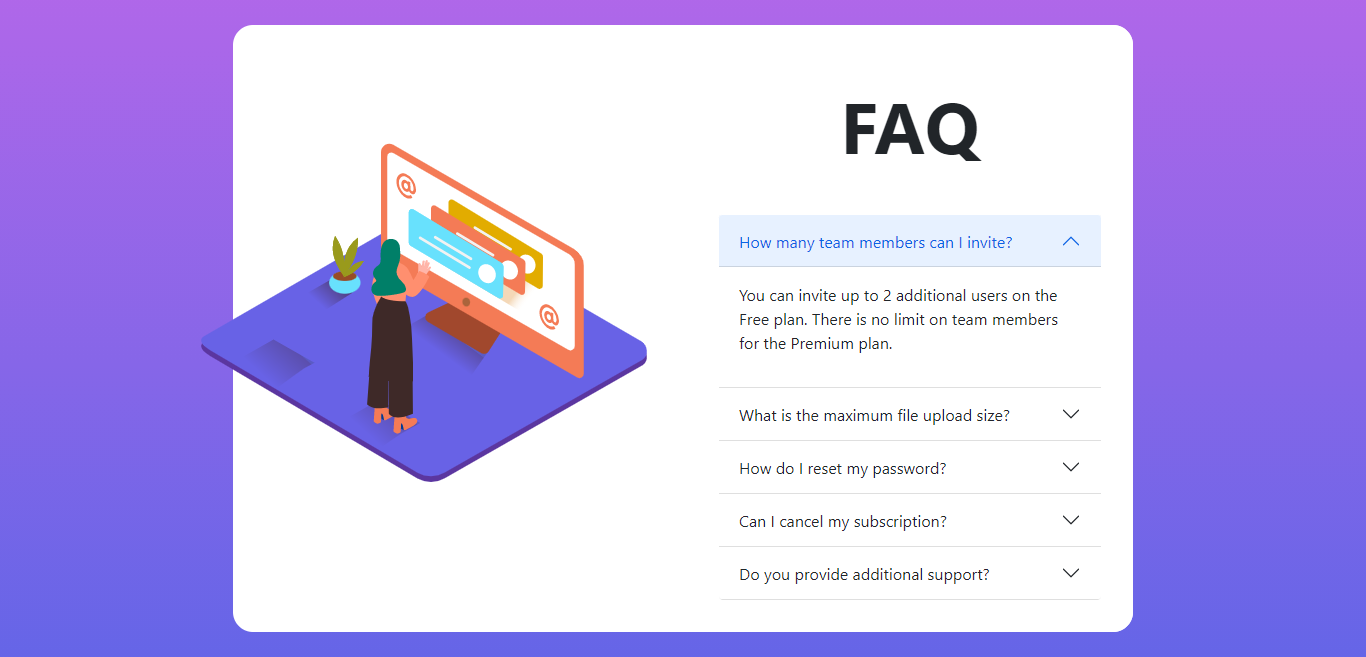 FAQ
How many team members can I invite?
You can invite up to 2 additional users on the
Free plan. There is no limit on team members
for the Premium plan.
What is the maximum file upload size?
How do I reset my password?
Can I cancel my subscription?
Do you provide additional support?
@
@